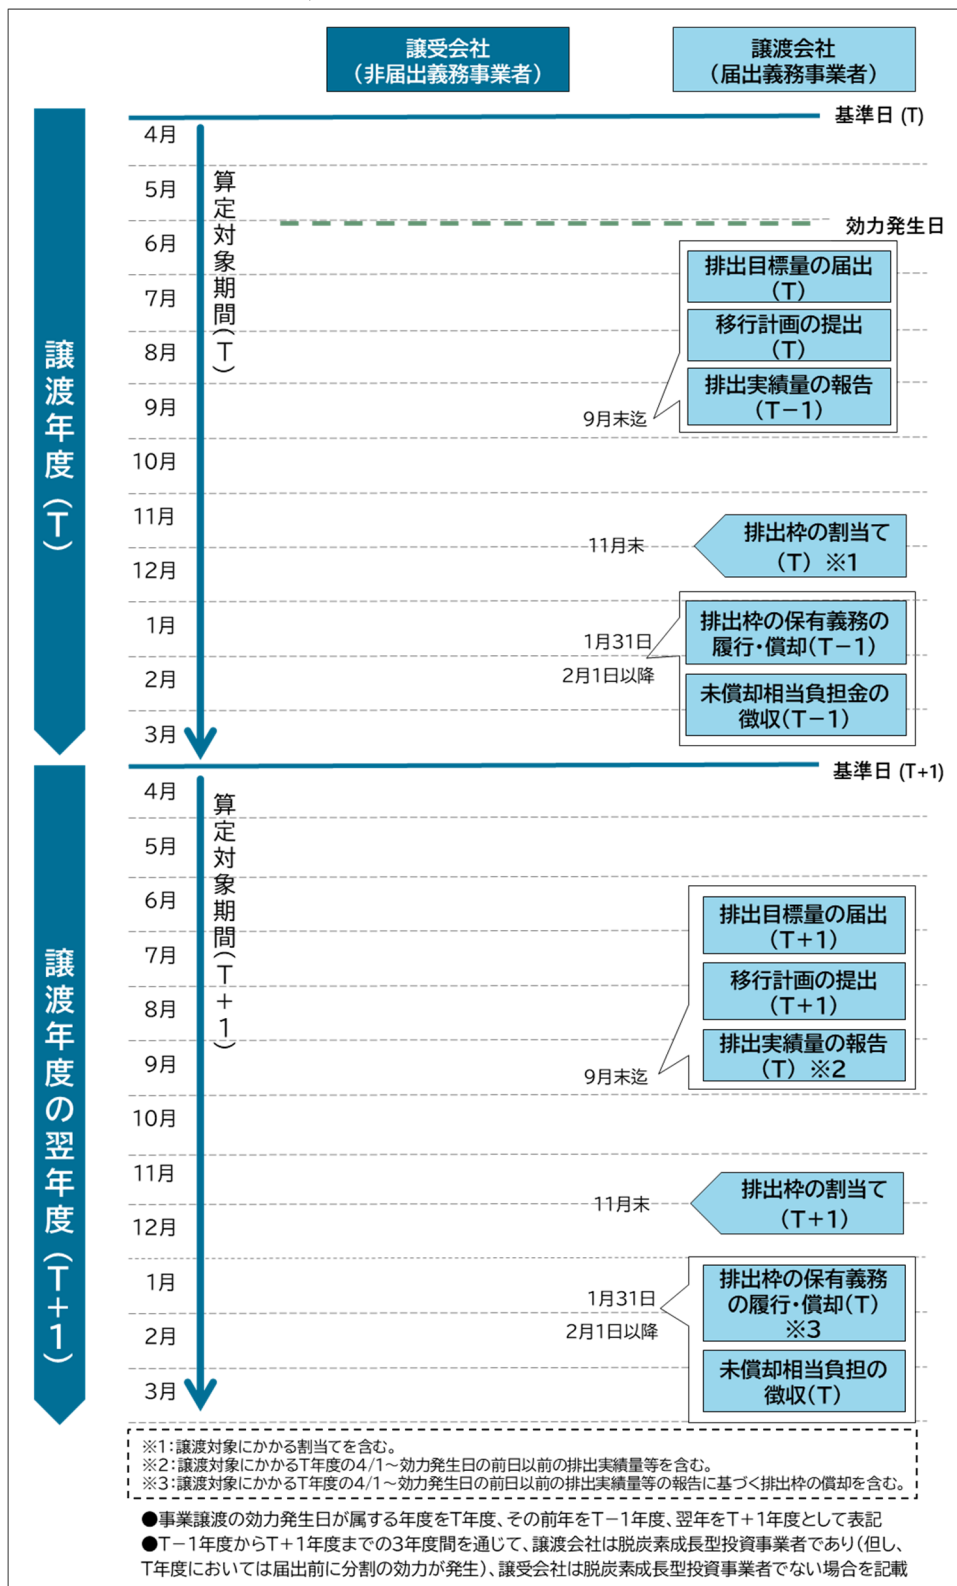 譲受会社
（非届出義務事業者）
譲渡会社
（届出義務事業者）
基準日 (T)
譲渡年度（T）
算定対象期間（T）
4月
5月
効力発生日
6月
排出目標量の届出
（T）
7月
移行計画の提出
（T）
8月
排出実績量の報告
（T－1）
9月
9月末迄
10月
11月
排出枠の割当て
（T）※1
11月末
12月
1月
排出枠の保有義務の
履行・償却（T－1）
1月31日
2月1日以降
2月
未償却相当負担金の
徴収（T－1）
3月
基準日 (T+1)
譲渡年度の翌年度（T＋1）
算定対象期間（T＋1）
4月
5月
6月
排出目標量の届出
（T＋1）
7月
移行計画の提出
（T＋1）
8月
排出実績量の報告
（T）※2
9月
9月末迄
10月
11月
排出枠の割当て
（T＋1）
11月末
12月
1月
排出枠の保有義務
の履行・償却（T）
※3
1月31日
2月1日以降
2月
未償却相当負担の
徴収（T）
3月
※1：譲渡対象にかかる割当てを含む。
※2：譲渡対象にかかるT年度の4/1～効力発生日の前日以前の排出実績量等を含む。
※3：譲渡対象にかかるT年度の4/1～効力発生日の前日以前の排出実績量等の報告に基づく排出枠の償却を含む。
●事業譲渡の効力発生日が属する年度をT年度、その前年をT－1年度、翌年をT＋1年度として表記
●T－1年度からT＋1年度までの3年度間を通じて、譲渡会社は脱炭素成長型投資事業者であり（但し、
T年度においては届出前に分割の効力が発生）、譲受会社は脱炭素成長型投資事業者でない場合を記載